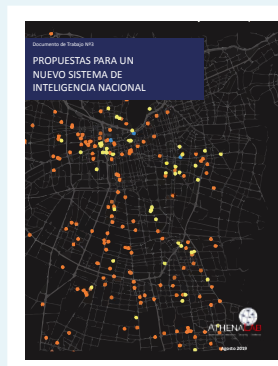 Documento de Trabajo Nº3
PROPUESTAS PARA UN
NUEVO SISTEMA DE
INTELIGENCIA NACIONAL
ATHENALAB
Agosto 2019